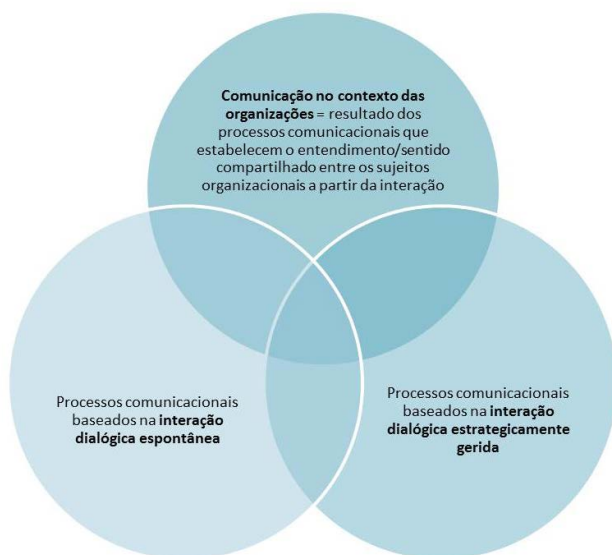 Comunicação no contexto das
organizações = resultado dos
processos comunicacionais que
estabelecem o entendimento/sentido
compartilhado entre os sujeitos
organizacionais a partir da interação
Processos comunicacionais
baseados na interação
dialógica espontânea
Processos comunicacionais
baseados na interação
dialógica estrategicamente
gerida